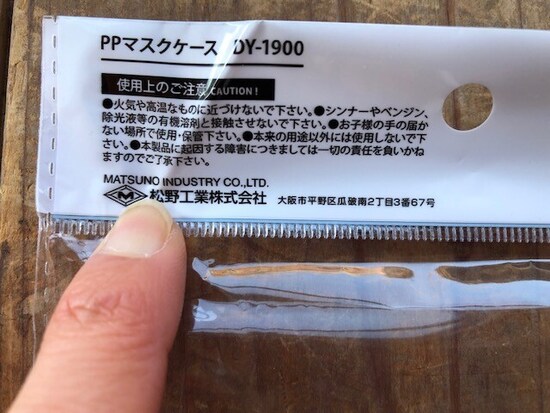 PPマスクケース DY-1900
使用上のご注意 CAUTION!
●火気や高温なものに近づけないで下さい。●シンナーやベンジン、
除光液等の有機溶剤と接触させないで下さい。●お子様の手の届か
ない場所で使用・保管下さい。●本来の用途以外には使用しないで下
さい。●本製品に起因する障害につきましては一切の責任を負いかね
ますのでご了承下さい。
MATSUNO INDUSTRY CO.,LTD.
M 松野工業株式会社 大阪市平野区瓜破南2丁目3番67号